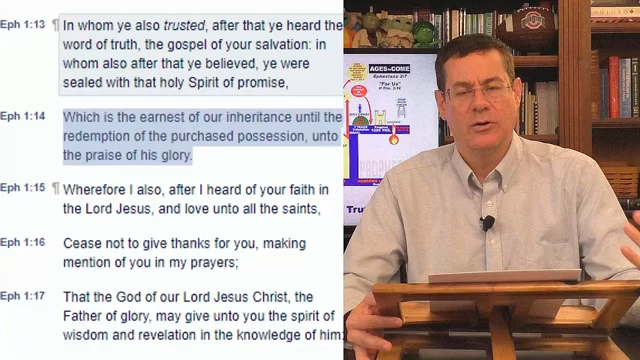 Eph 1:13 ¶ In whom ye also trusted, after that ye heard the
word of truth, the gospel of your salvation: in
whom also after that ye believed, ye were
sealed with that holy Spirit of promise,
Eph 1:14 Which is the earnest of our inheritance until the
redemption of the purchased possession, unto
the praise of his glory.
Eph 1:15 ¶ Wherefore I also, after I heard of your faith in
the Lord Jesus, and love unto all the saints,
Eph 1:16 Cease not to give thanks for you, making
mention of you in my prayers;
Eph 1:17 That the God of our Lord Jesus Christ, the
Father of glory, may give unto you the spirit of
wisdom and revelation in the knowledge of him:
AGES to COME
Ephesians 2:7
"For Us"